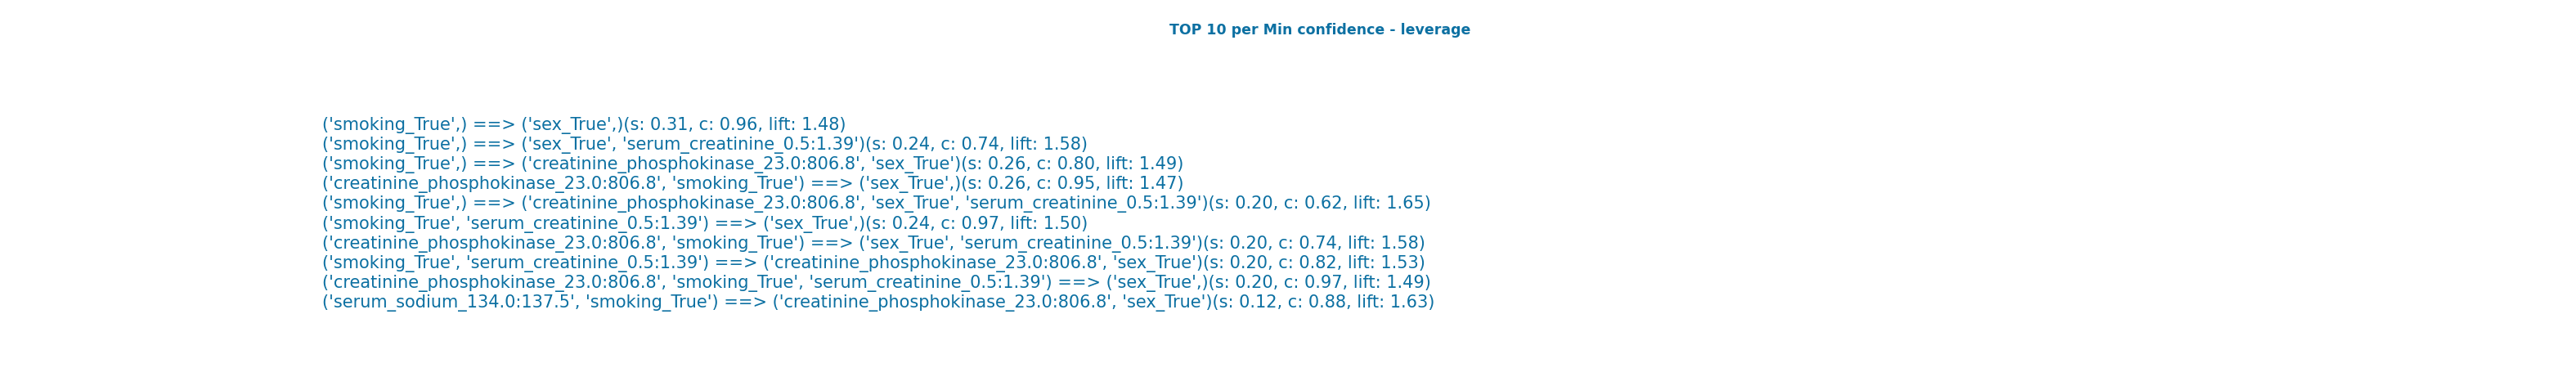 TOP 10 per Min confidence - leverage
('smoking_True',) ==> ('sex_True',)(s: 0.31, c: 0.96, lift: 1.48)
('smoking_True',) ==> ('sex_True', 'serum_creatinine_0.5:1.39')(s: 0.24, c: 0.74, lift: 1.58)
('smoking_True',) ==> ('creatinine_phosphokinase_23.0:806.8', 'sex_True')(s: 0.26, c: 0.80, lift: 1.49)
('creatinine_phosphokinase_23.0:806.8', 'smoking_True') ==> ('sex_True',)(s: 0.26, c: 0.95, lift: 1.47)
('smoking_True',) ==> ('creatinine_phosphokinase_23.0:806.8', 'sex_True', 'serum_creatinine_0.5:1.39')(s: 0.20, c: 0.62, lift: 1.65)
('smoking_True', 'serum_creatinine_0.5:1.39') ==> ('sex_True',)(s: 0.24, c: 0.97, lift: 1.50)
('creatinine_phosphokinase_23.0:806.8', 'smoking_True') ==> ('sex_True', 'serum_creatinine_0.5:1.39')(s: 0.20, c: 0.74, lift: 1.58)
('smoking_True', 'serum_creatinine_0.5:1.39') ==> ('creatinine_phosphokinase_23.0:806.8', 'sex_True')(s: 0.20, c: 0.82, lift: 1.53)
('creatinine_phosphokinase_23.0:806.8', 'smoking_True', 'serum_creatinine_0.5:1.39') ==> ('sex_True',)(s: 0.20, c: 0.97, lift: 1.49)
('serum_sodium_134.0:137.5', 'smoking_True') ==> ('creatinine_phosphokinase_23.0:806.8', 'sex_True')(s: 0.12, c: 0.88, lift: 1.63)